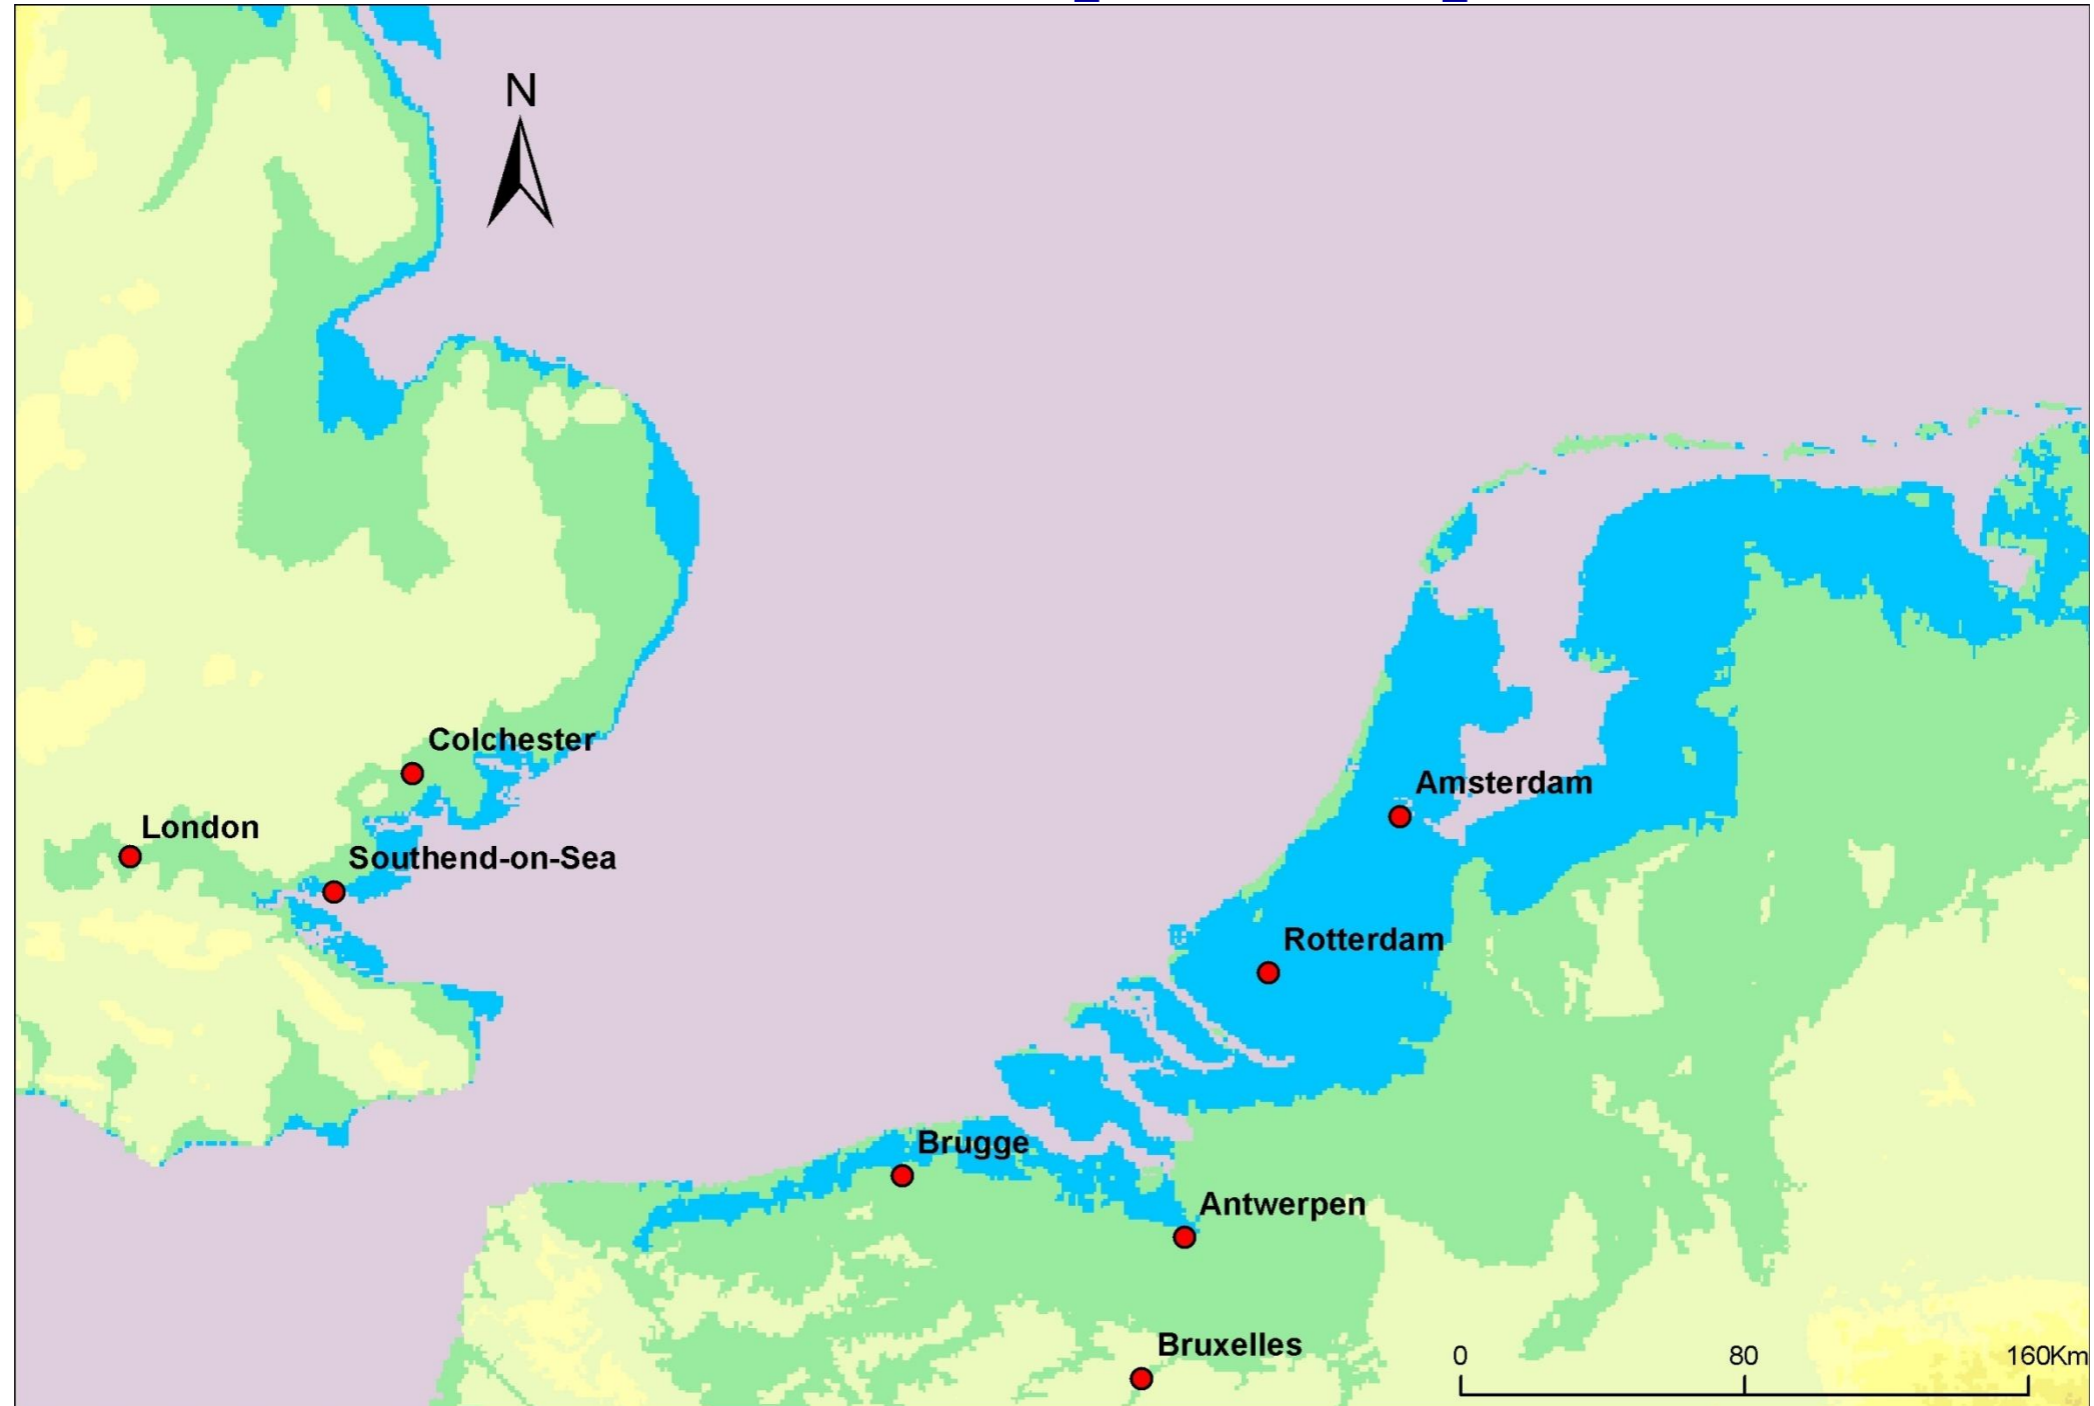 N
Colchester
London
Southend-on-Sea
Amsterdam
Rotterdam
Brugge
Antwerpen
Bruxelles
0 80 160Km